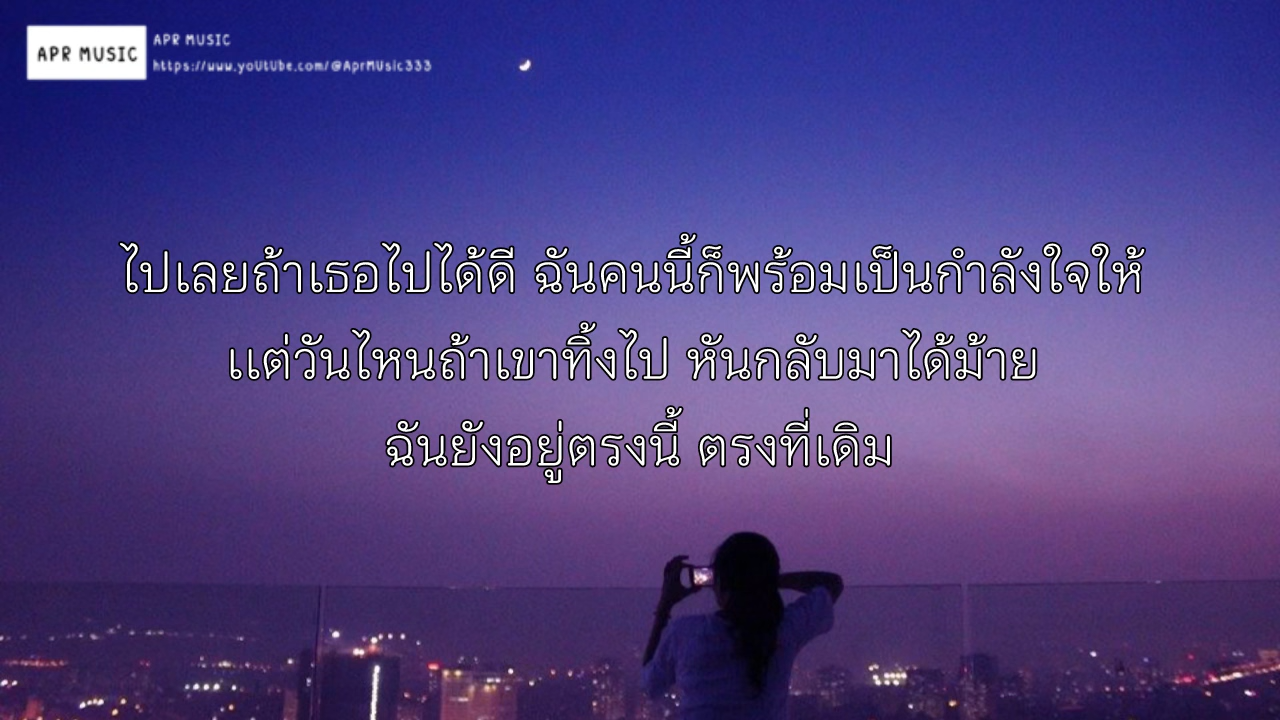 APR MUSIC
APR MUSIC
https://www.yoUtUbe.com/@AprMUsic333
ไปเลยถ้าเธอไปได้ดี ฉันคนนี้ก็พร้อมเป็นกำลังใจให้
แต่วันไหนถ้าเขาทิ้งไป หันกลับมาได้ม้าย
ฉันยังอยู่ตรงนี้ ตรงที่เดิม